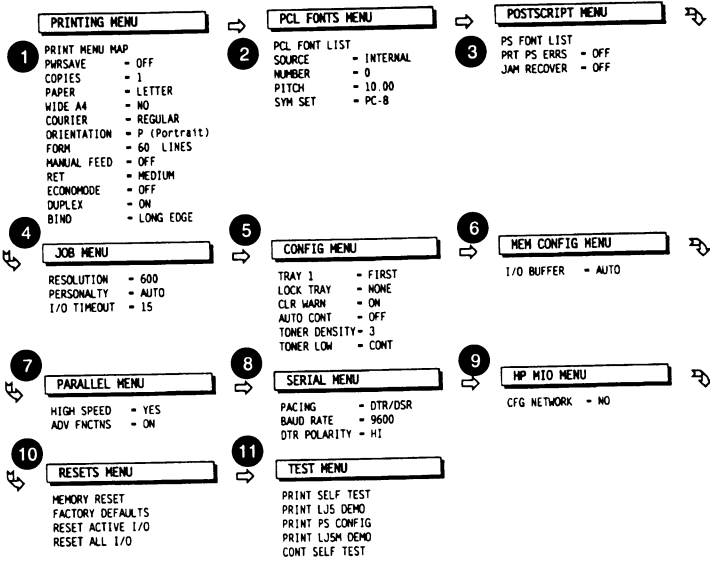 PRINTING MENU
1
PRINT MENU MAP
PWRSAVE - OFF
COPIES - 1
PAPER - LETTER
WIDE A4 - NO
COURIER - REGULAR
ORIENTATION - P (Portrait)
FORM - 60 LINES
MANUAL FEED - OFF
RET - MEDIUM
ECONOMODE - OFF
DUPLEX - ON
BIND - LONG EDGE
PCL FONTS MENU
2
PCL FONT LIST
SOURCE - INTERNAL
NUMBER - 0
PITCH - 10.00
SYM SET - PC-8
POSTSCRIPT MENU
3
PS FONT LIST
PRT PS ERRS - OFF
JAM RECOVER - OFF
4
JOB MENU
RESOLUTION - 600
PERSONALTY - AUTO
I/O TIMEOUT - 15
5
CONFIG MENU
TRAY 1 - FIRST
LOCK TRAY - NONE
CLR WARN - ON
AUTO CONT - OFF
TONER DENSITY- 3
TONER LOW - CONT
6
MEM CONFIG MENU
I/O BUFFER - AUTO
7
PARALLEL MENU
HIGH SPEED - YES
ADV FNCTNS - ON
8
SERIAL MENU
PACING - DTR/DSR
BAUD RATE - 9600
DTR POLARITY - HI
9
HP MIO MENU
CFG NETWORK - NO
10
RESETS MENU
MEMORY RESET
FACTORY DEFAULTS
RESET ACTIVE I/O
RESET ALL I/O
11
TEST MENU
PRINT SELF TEST
PRINT LJ5 DEMO
PRINT PS CONFIG
PRINT LJ5M DEMO
CONT SELF TEST